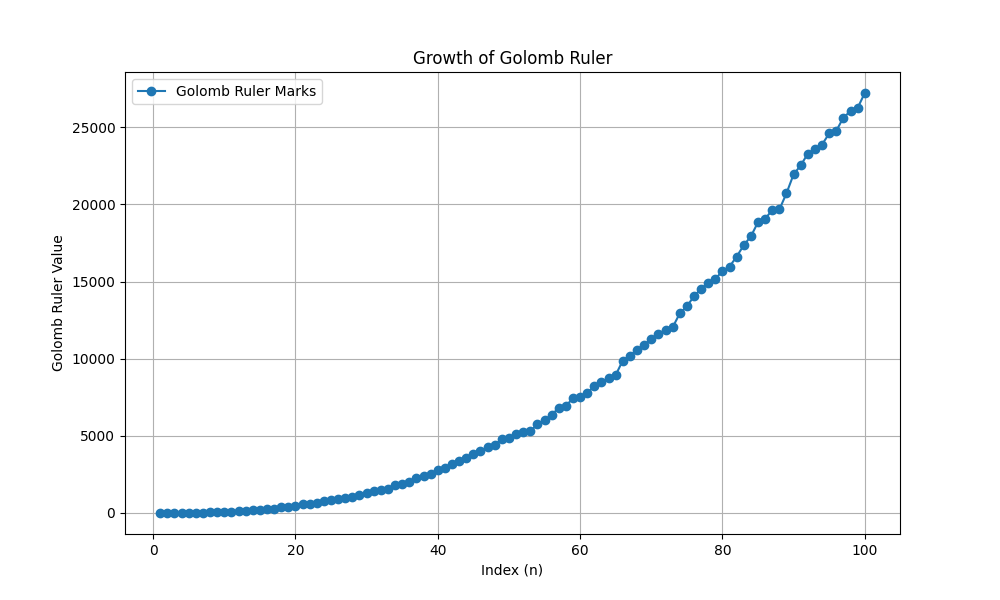 Growth of Golomb Ruler
Golomb Ruler Marks
25000
20000
15000
10000
5000
0
Golomb Ruler Value
0 20 40 60 80 100
Index (n)